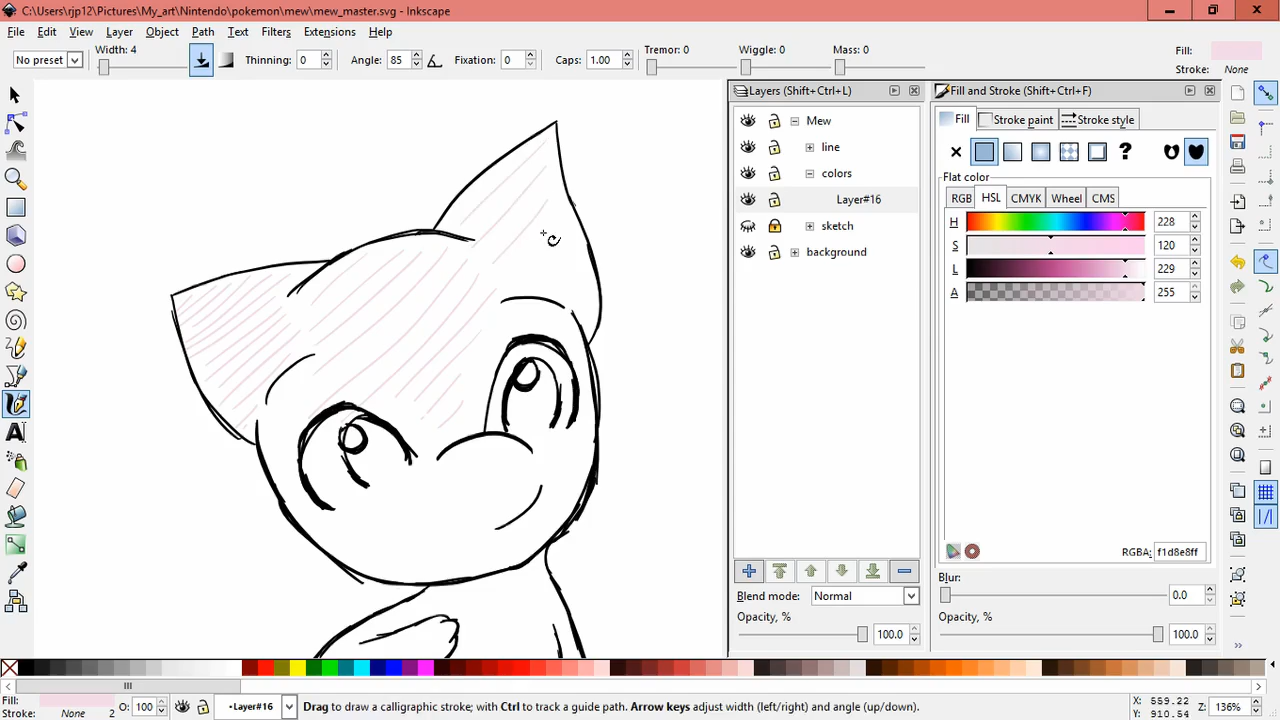 C:\Users\rjp12\Pictures\My_art\Nintendo\pokemon\mew\mew_master.svg - Inkscape
File Edit View Layer Object Path Text Filters Extensions Help
No preset Width: 4 Thinning: 0 Angle: 85 Fixation: 0 Caps: 1.00 Tremor: 0 Wiggle: 0 Mass: 0 Fill: Stroke: None
Layers (Shift+Ctrl+L)
Mew
line
colors
Layer#16
sketch
background
Blend mode: Normal
Opacity, % 100.0
Fill and Stroke (Shift+Ctrl+F)
Fill Stroke paint Stroke style
?
Flat color
RGB HSL CMYK Wheel CMS
H 228
S 120
L 229
A 255
RGBA: f1d8e8ff
Blur:
0.0
Opacity, %
100.0
Fill:
Stroke: None 2 O: 100 •Layer#16 Drag to draw a calligraphic stroke; with Ctrl to track a guide path. Arrow keys adjust width (left/right) and angle (up/down).
X: 559.22
Y: 910.54
Z: 136%